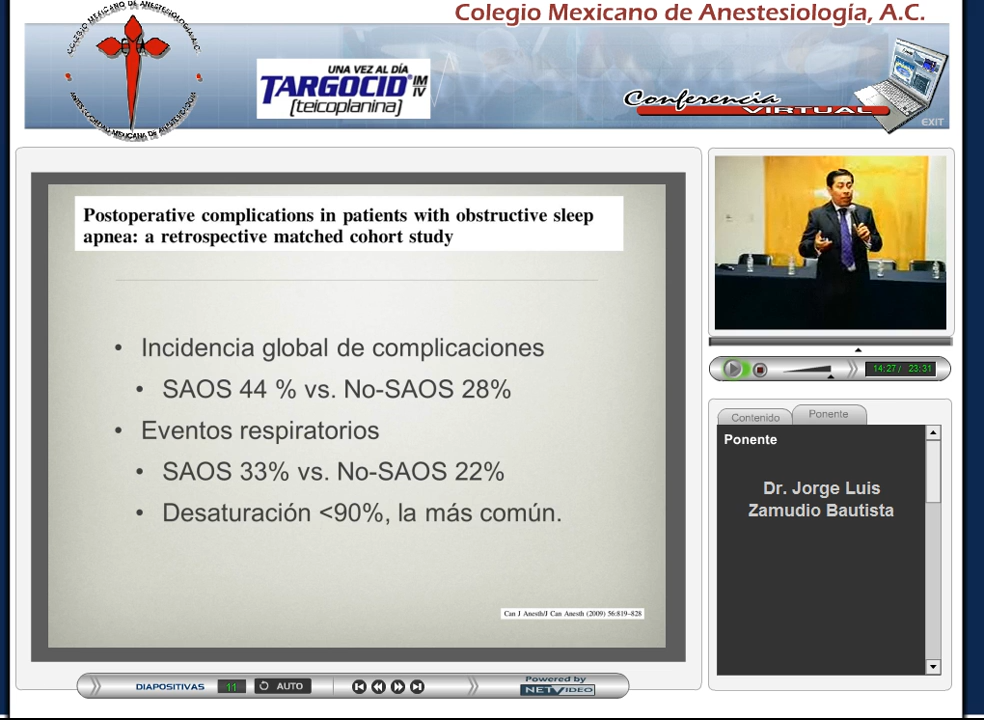 Colegio Mexicano de Anestesiología, A.C.
UNA VEZ AL DÍA
TARGOCID® IM IV
[teicoplanina]
Conferencia
VIRTUAL
EXIT
Postoperative complications in patients with obstructive sleep
apnea: a retrospective matched cohort study
• Incidencia global de complicaciones
• SAOS 44 % vs. No-SAOS 28%
• Eventos respiratorios
• SAOS 33% vs. No-SAOS 22%
• Desaturación <90%, la más común.
Can J Anesth/J Can Anesth (2009) 56:819–828
14:27 / 23:31
Contenido
Ponente
Ponente
Dr. Jorge Luis
Zamudio Bautista
DIAPOSITIVAS 11 AUTO
Powered by
NETVIDEO